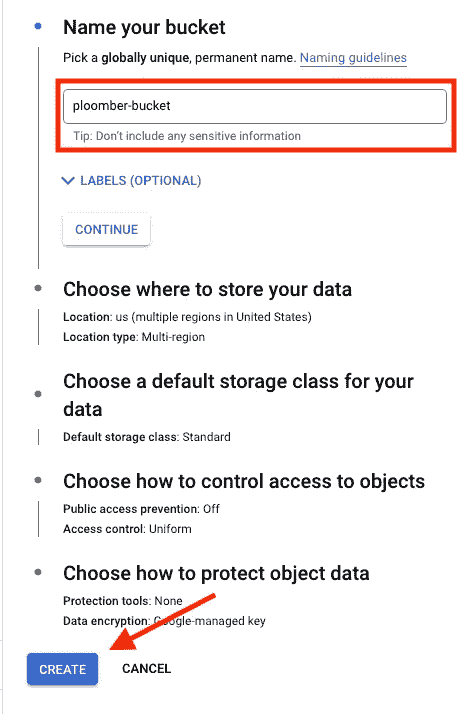 Name your bucket
Pick a globally unique, permanent name. Naming guidelines
ploomber-bucket
Tip: Don't include any sensitive information
LABELS (OPTIONAL)
CONTINUE
Choose where to store your data
Location: us (multiple regions in United States)
Location type: Multi-region
Choose a default storage class for your
data
Default storage class: Standard
Choose how to control access to objects
Public access prevention: Off
Access control: Uniform
Choose how to protect object data
Protection tools: None
Data encryption: Google-managed key
CREATE CANCEL